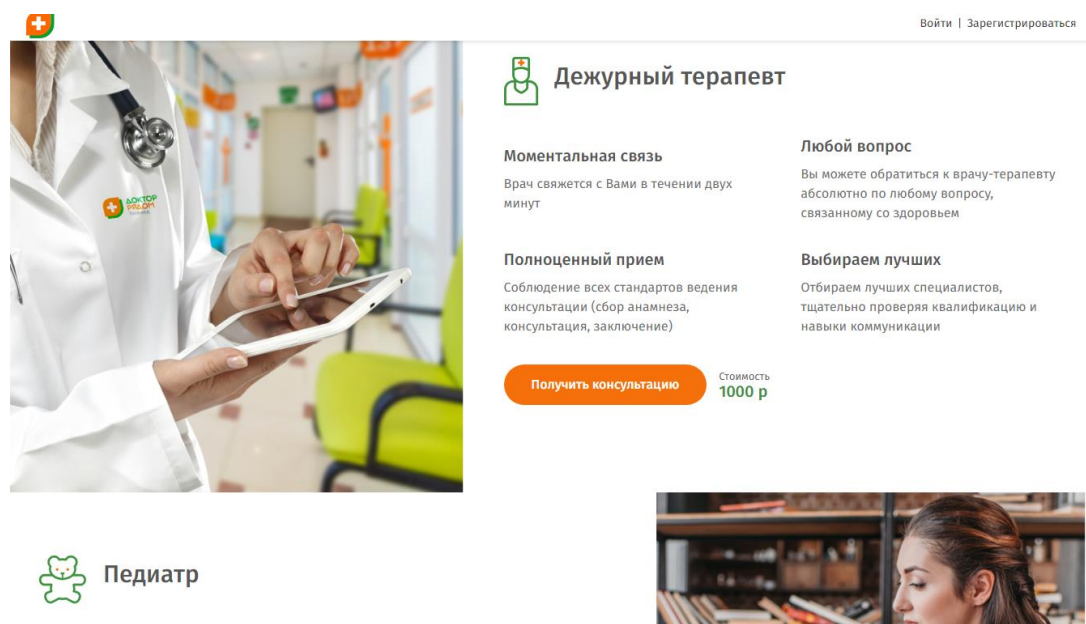 Войти | Зарегистрироваться
ДОКТОР
РЯДОМ
Дежурный терапевт
Моментальная связь
Врач свяжется с Вами в течении двух
минут
Любой вопрос
Вы можете обратиться к врачу-терапевту
абсолютно по любому вопросу,
связанному со здоровьем
Полноценный прием
Соблюдение всех стандартов ведения
консультации (сбор анамнеза,
консультация, заключение)
Выбираем лучших
Отбираем лучших специалистов,
тщательно проверяя квалификацию и
навыки коммуникации
Получить консультацию
Стоимость
1000 р
Педиатр